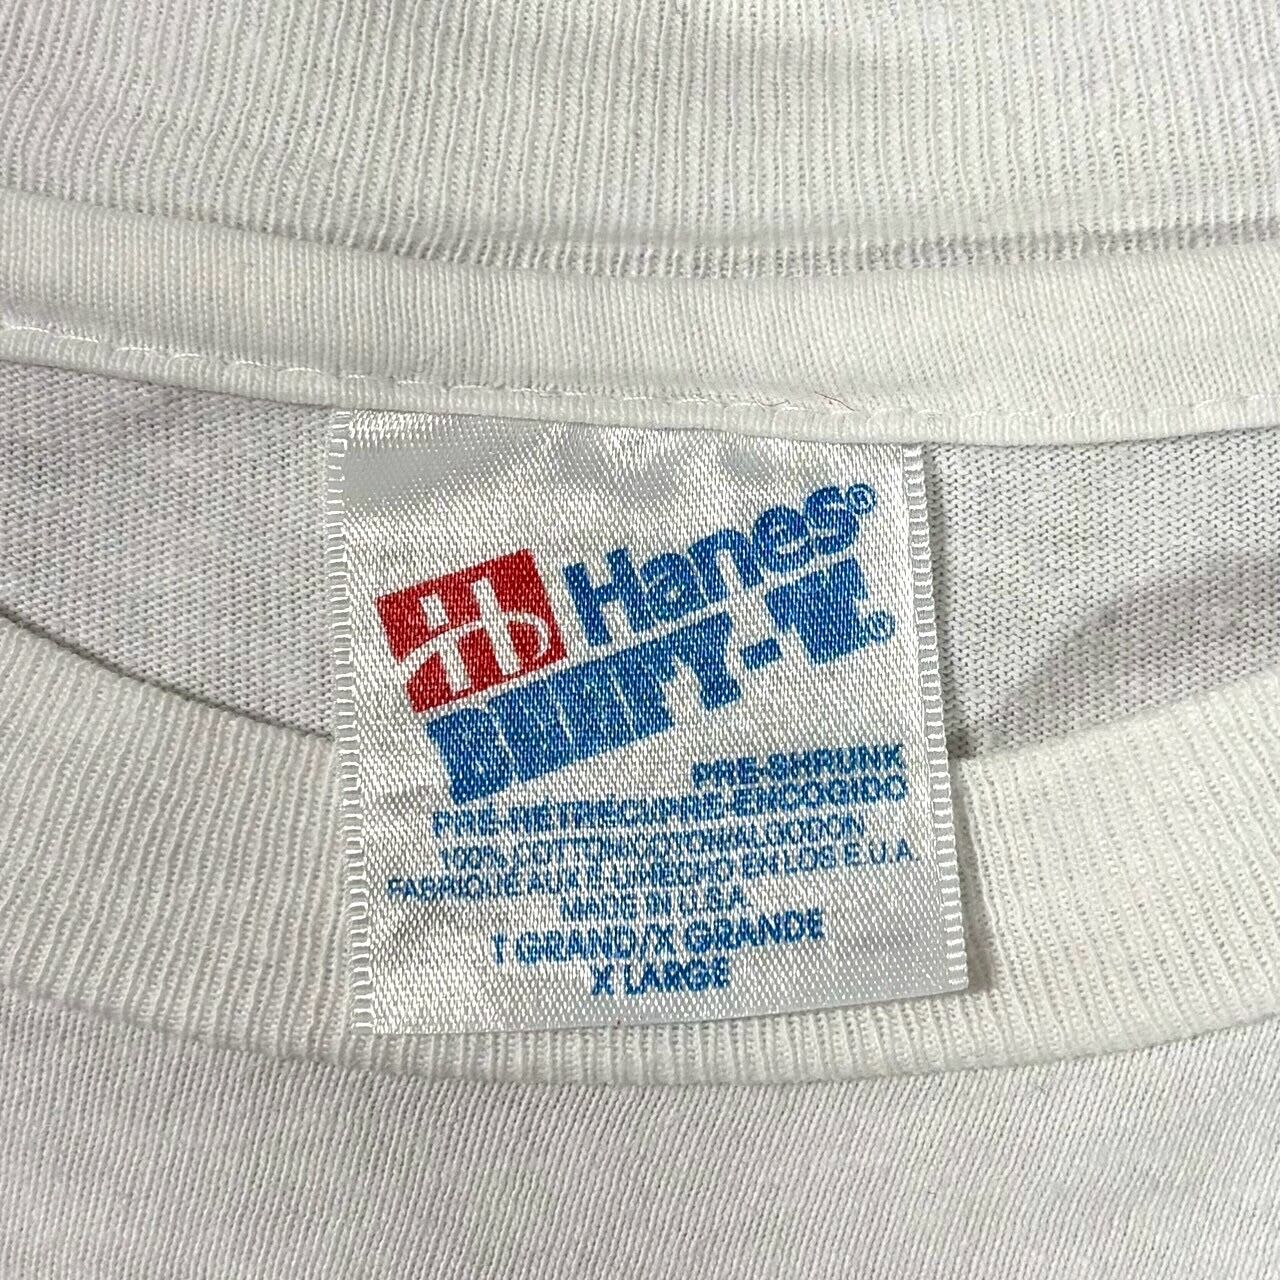 Hanes®
BEEFY-T.®
PRE-SHRUNK
PRE-RÉTRÉCI/PRE-ENCOGIDO
100% COTTON/COTON/ALGODON
FABRIQUÉ AUX É.-U./HECHO EN LOS E.U.A.
MADE IN U.S.A.
T GRAND/X GRANDE
X LARGE